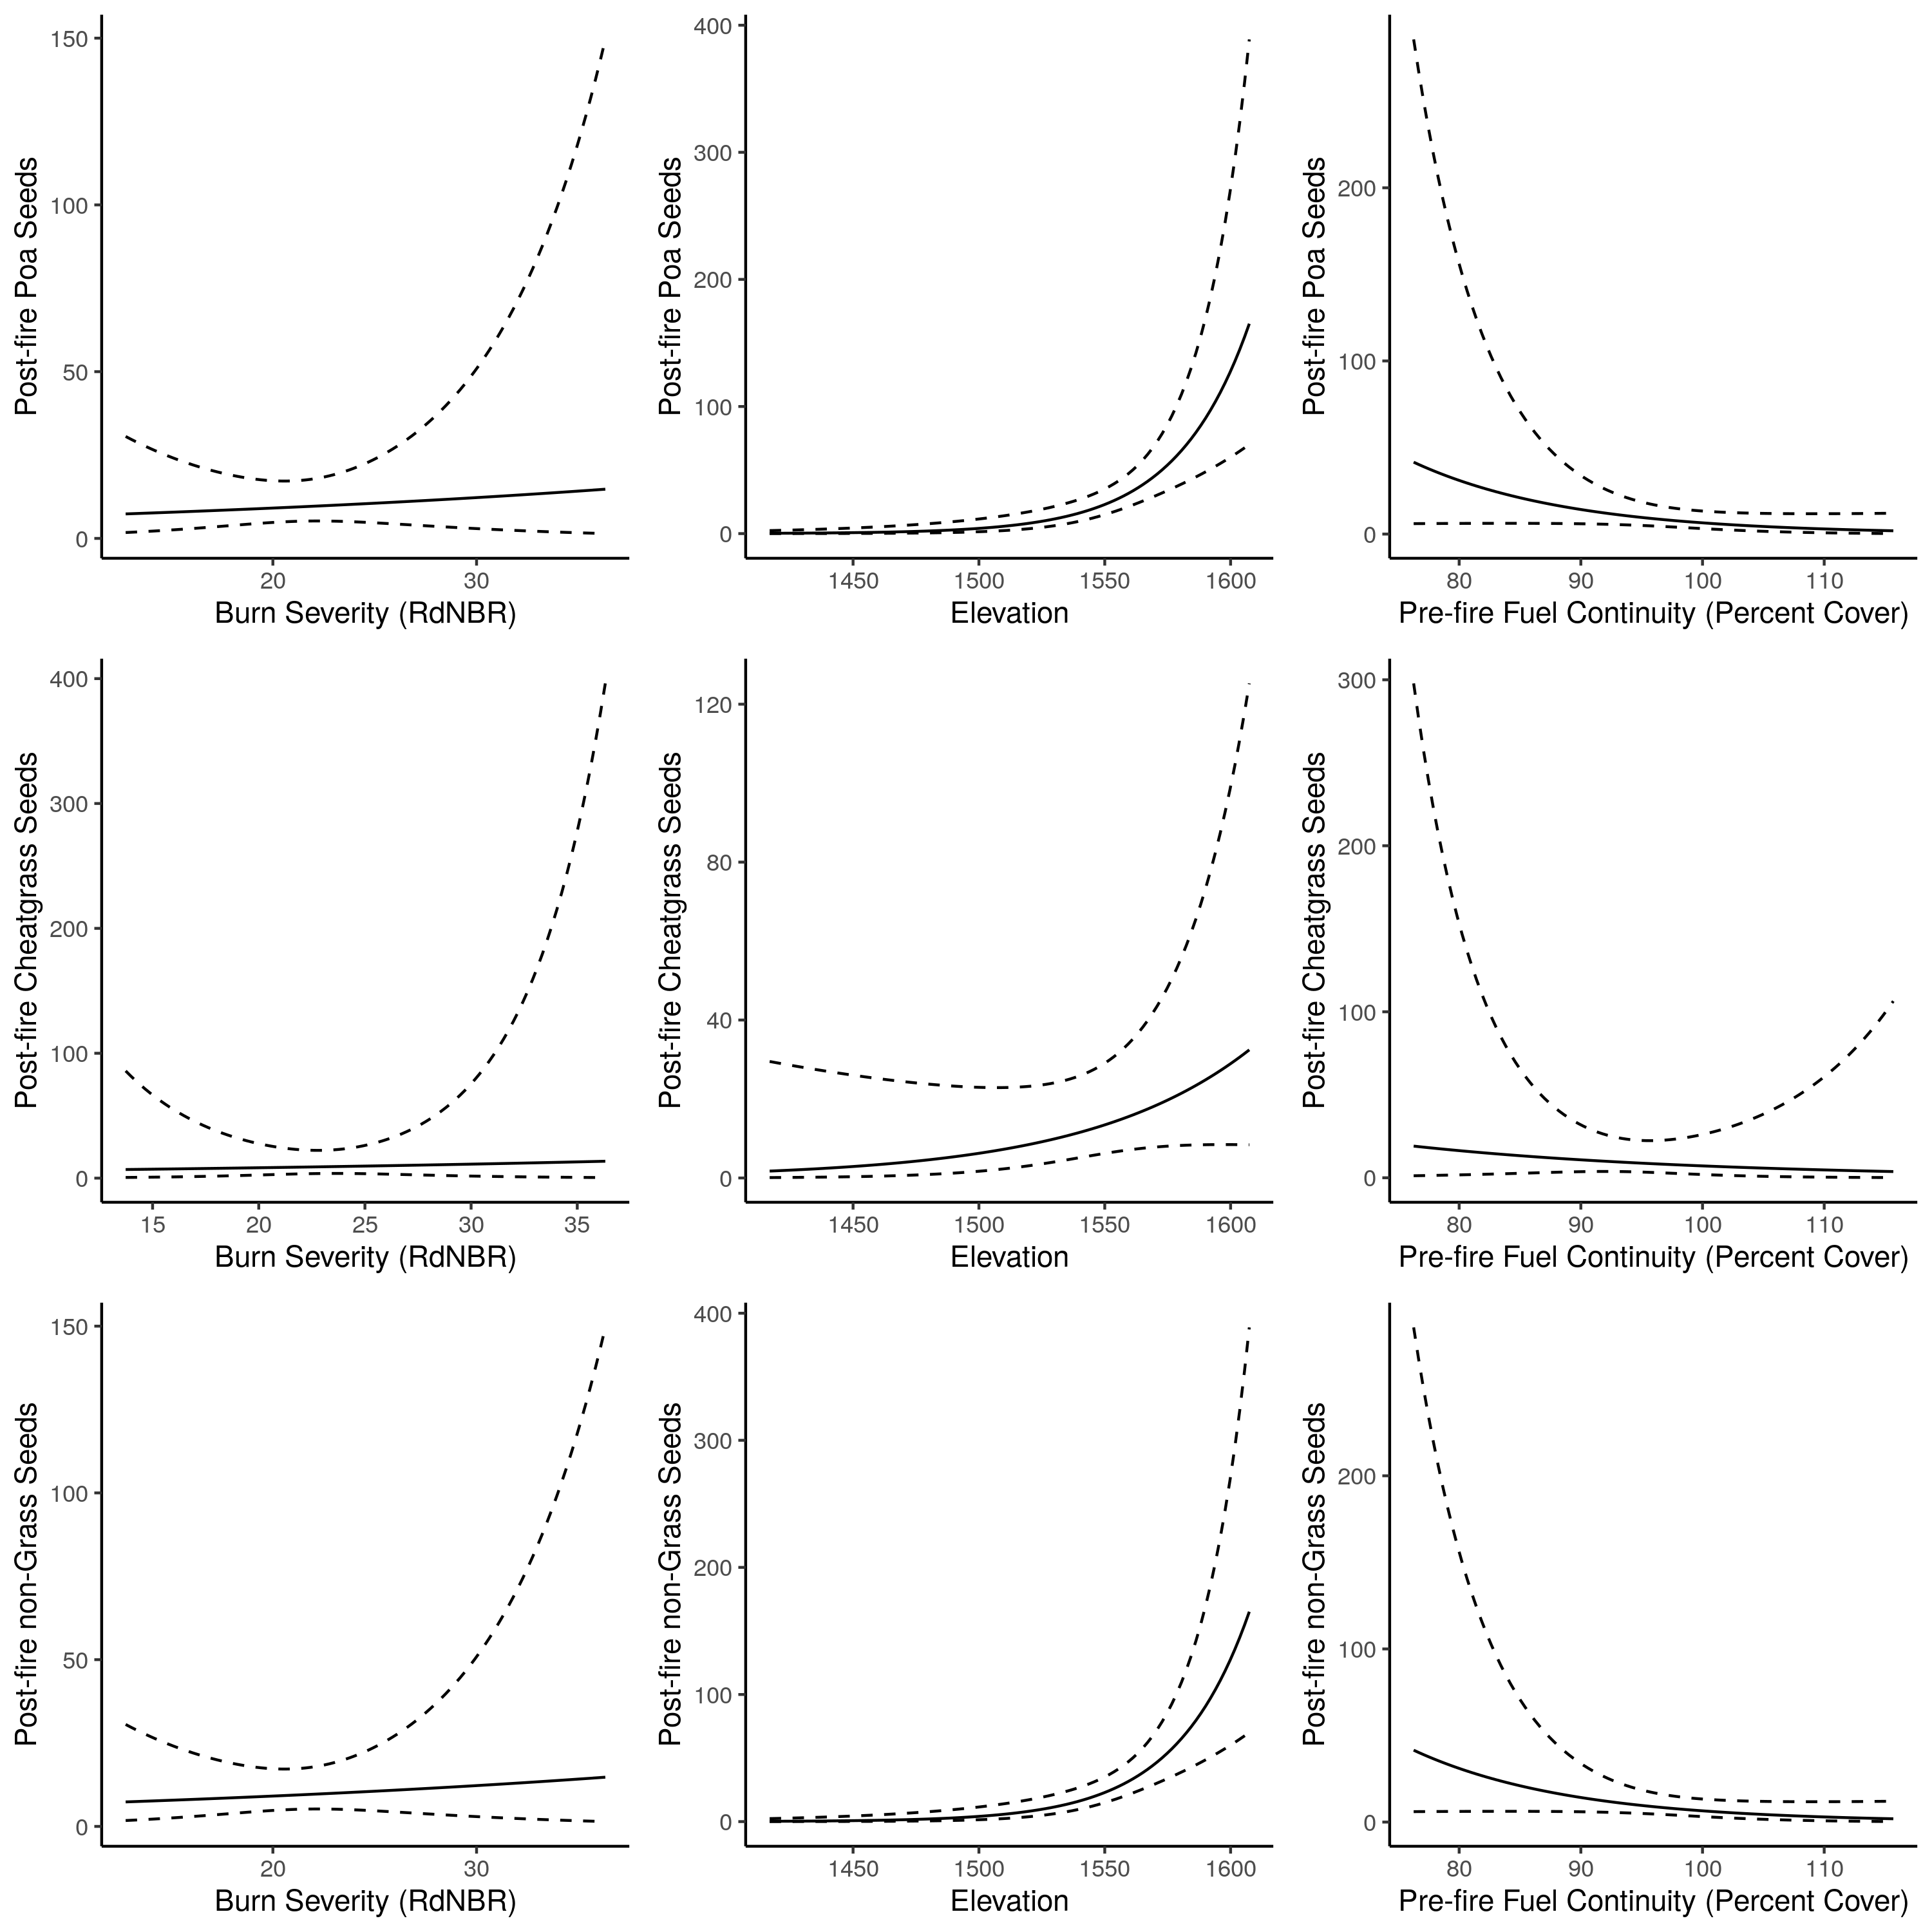 Post-fire Poa Seeds
150
100
50
0
20 30
Burn Severity (RdNBR)
Post-fire Poa Seeds
400
300
200
100
0
1450 1500 1550 1600
Elevation
Post-fire Poa Seeds
200
100
0
80 90 100 110
Pre-fire Fuel Continuity (Percent Cover)
Post-fire Cheatgrass Seeds
400
300
200
100
0
15 20 25 30 35
Burn Severity (RdNBR)
Post-fire Cheatgrass Seeds
120
80
40
0
1450 1500 1550 1600
Elevation
Post-fire Cheatgrass Seeds
300
200
100
0
80 90 100 110
Pre-fire Fuel Continuity (Percent Cover)
Post-fire non-Grass Seeds
150
100
50
0
20 30
Burn Severity (RdNBR)
Post-fire non-Grass Seeds
400
300
200
100
0
1450 1500 1550 1600
Elevation
Post-fire non-Grass Seeds
200
100
0
80 90 100 110
Pre-fire Fuel Continuity (Percent Cover)